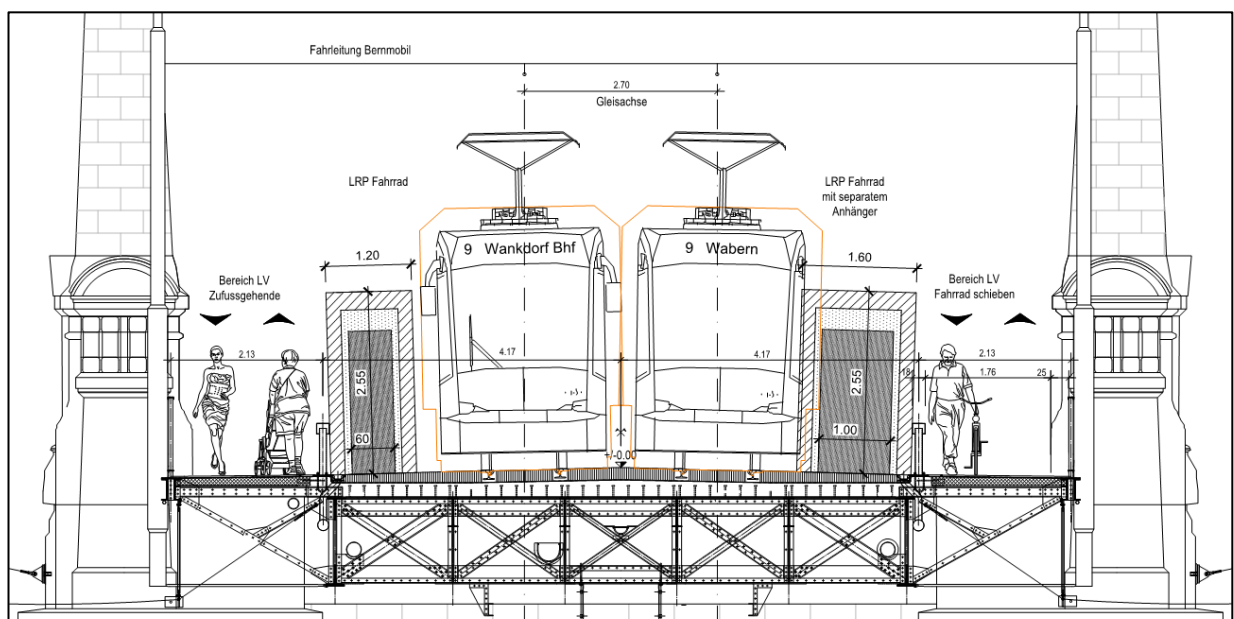 Fahrleitung Bernmobil
2.70
Gleisachse
LRP Fahrrad
LRP Fahrrad
mit separatem
Anhänger
9 Wankdorf Bhf
9 Wabern
1.20
1.60
Bereich LV
Zufussgehende
Bereich LV
Fahrrad schieben
2.13
4.17
4.17
2.13
18
1.76
25
2.55
2.55
60
1.00
+/-0.00